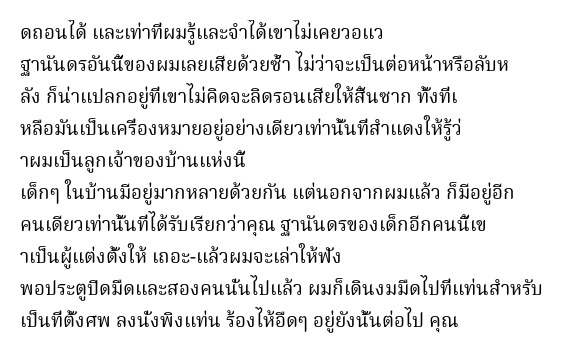 ดถอนได้ และเท่าที่ผมรู้และจำได้เขาไม่เคยวอแว
ฐานันดรอันนี้ของผมเลยเสียด้วยซ้ำ ไม่ว่าจะเป็นต่อหน้าหรือลับห
ลัง ก็น่าแปลกอยู่ที่เขาไม่คิดจะลิดรอนเสียให้สิ้นซาก ทั้งที่เ
หลือมันเป็นเครื่องหมายอยู่อย่างเดียวเท่านั้นที่สำแดงให้รู้ว่
าผมเป็นลูกเจ้าของบ้านแห่งนี้
เด็กๆ ในบ้านมีอยู่มากหลายด้วยกัน แต่นอกจากผมแล้ว ก็มีอยู่อีก
คนเดียวเท่านั้นที่ได้รับเรียกว่าคุณ ฐานันดรของเด็กอีกคนนี้เข
าเป็นผู้แต่งตั้งให้ เถอะ-แล้วผมจะเล่าให้ฟัง
พอประตูปิดมืดและสองคนนั่นไปแล้ว ผมก็เดินงมมืดไปที่แท่นสำหรับ
เป็นที่ตั้งศพ ลงนั่งพิงแท่น ร้องไห้อึดๆ อยู่ยังนั้นต่อไป คุณ